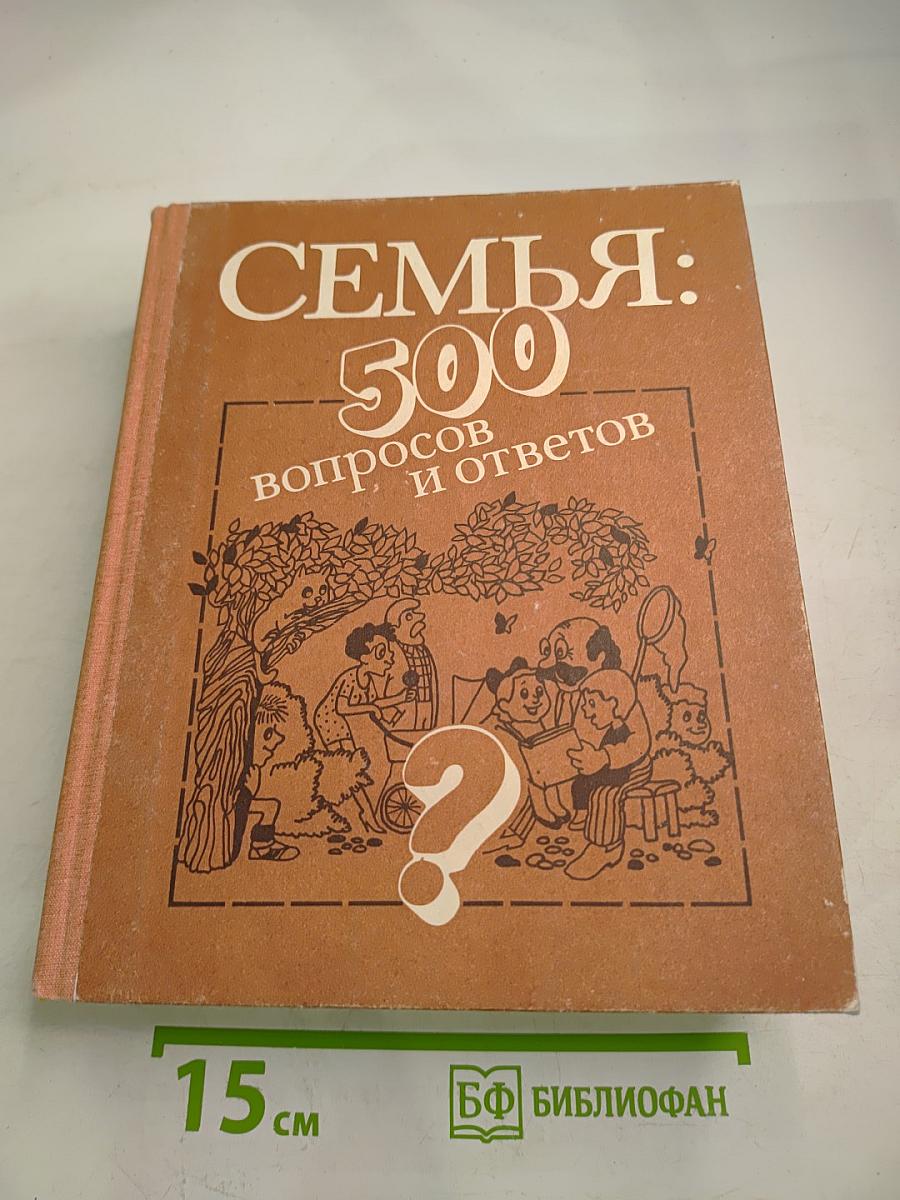 СЕМЬЯ:
500
вопросов
и ответов
?
15 см
БФ БИБЛИОФАН